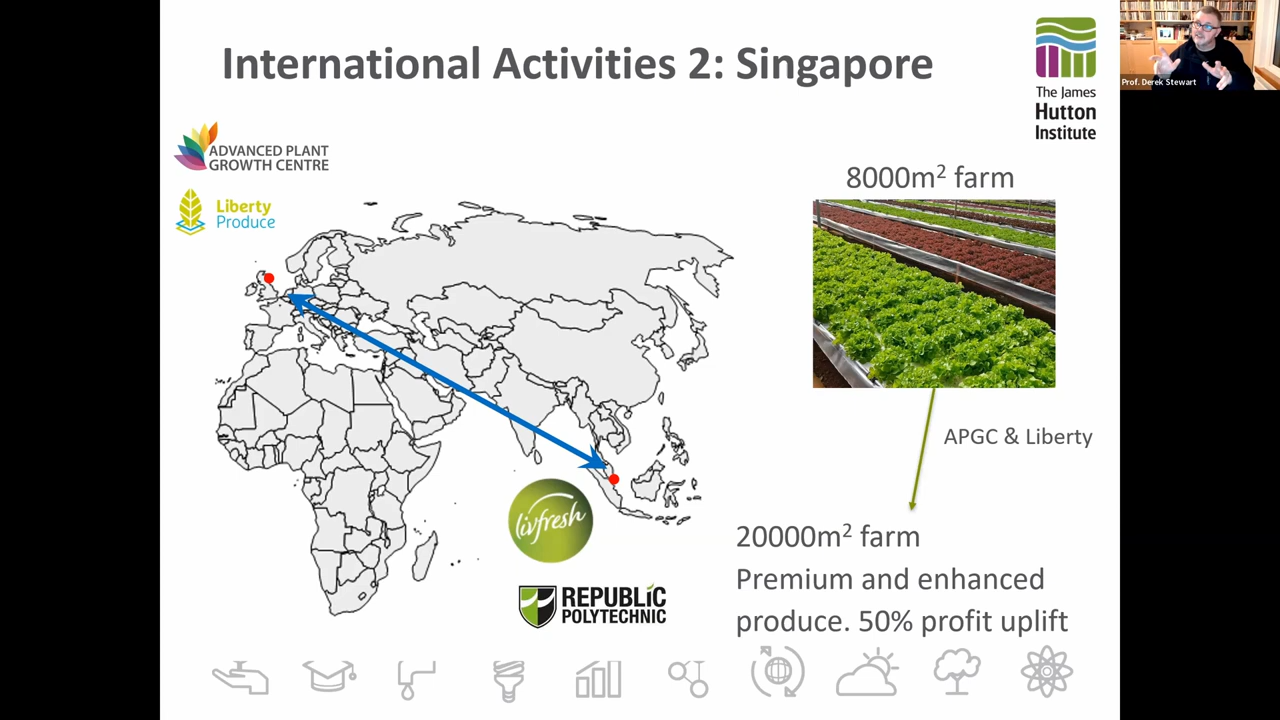 International Activities 2: Singapore
The James
Hutton
Institute
Prof. Derek Stewart
ADVANCED PLANT
GROWTH CENTRE
Liberty
Produce
8000m² farm
APGC & Liberty
livfresh
REPUBLIC
POLYTECHNIC
20000m² farm
Premium and enhanced
produce. 50% profit uplift